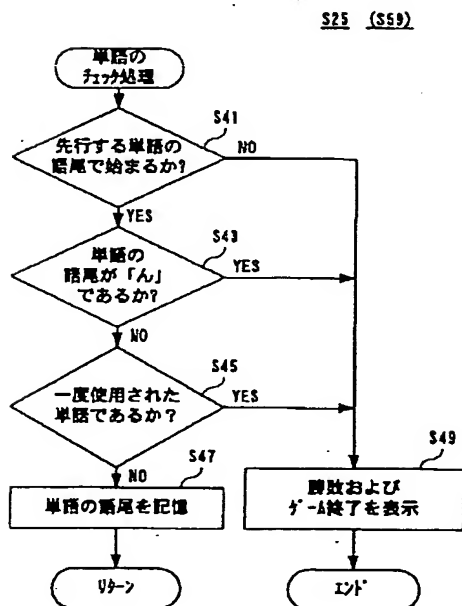 S25 (S59)
単語の
チェック処理
S41
先行する単語の
語尾で始まるか?
NO
YES
S43
単語の
語尾が「ん」
であるか?
YES
NO
S45
一度使用された
単語であるか?
YES
NO
S47
単語の語尾を記憶
S49
勝敗および
ゲーム終了を表示
リターン
エンド